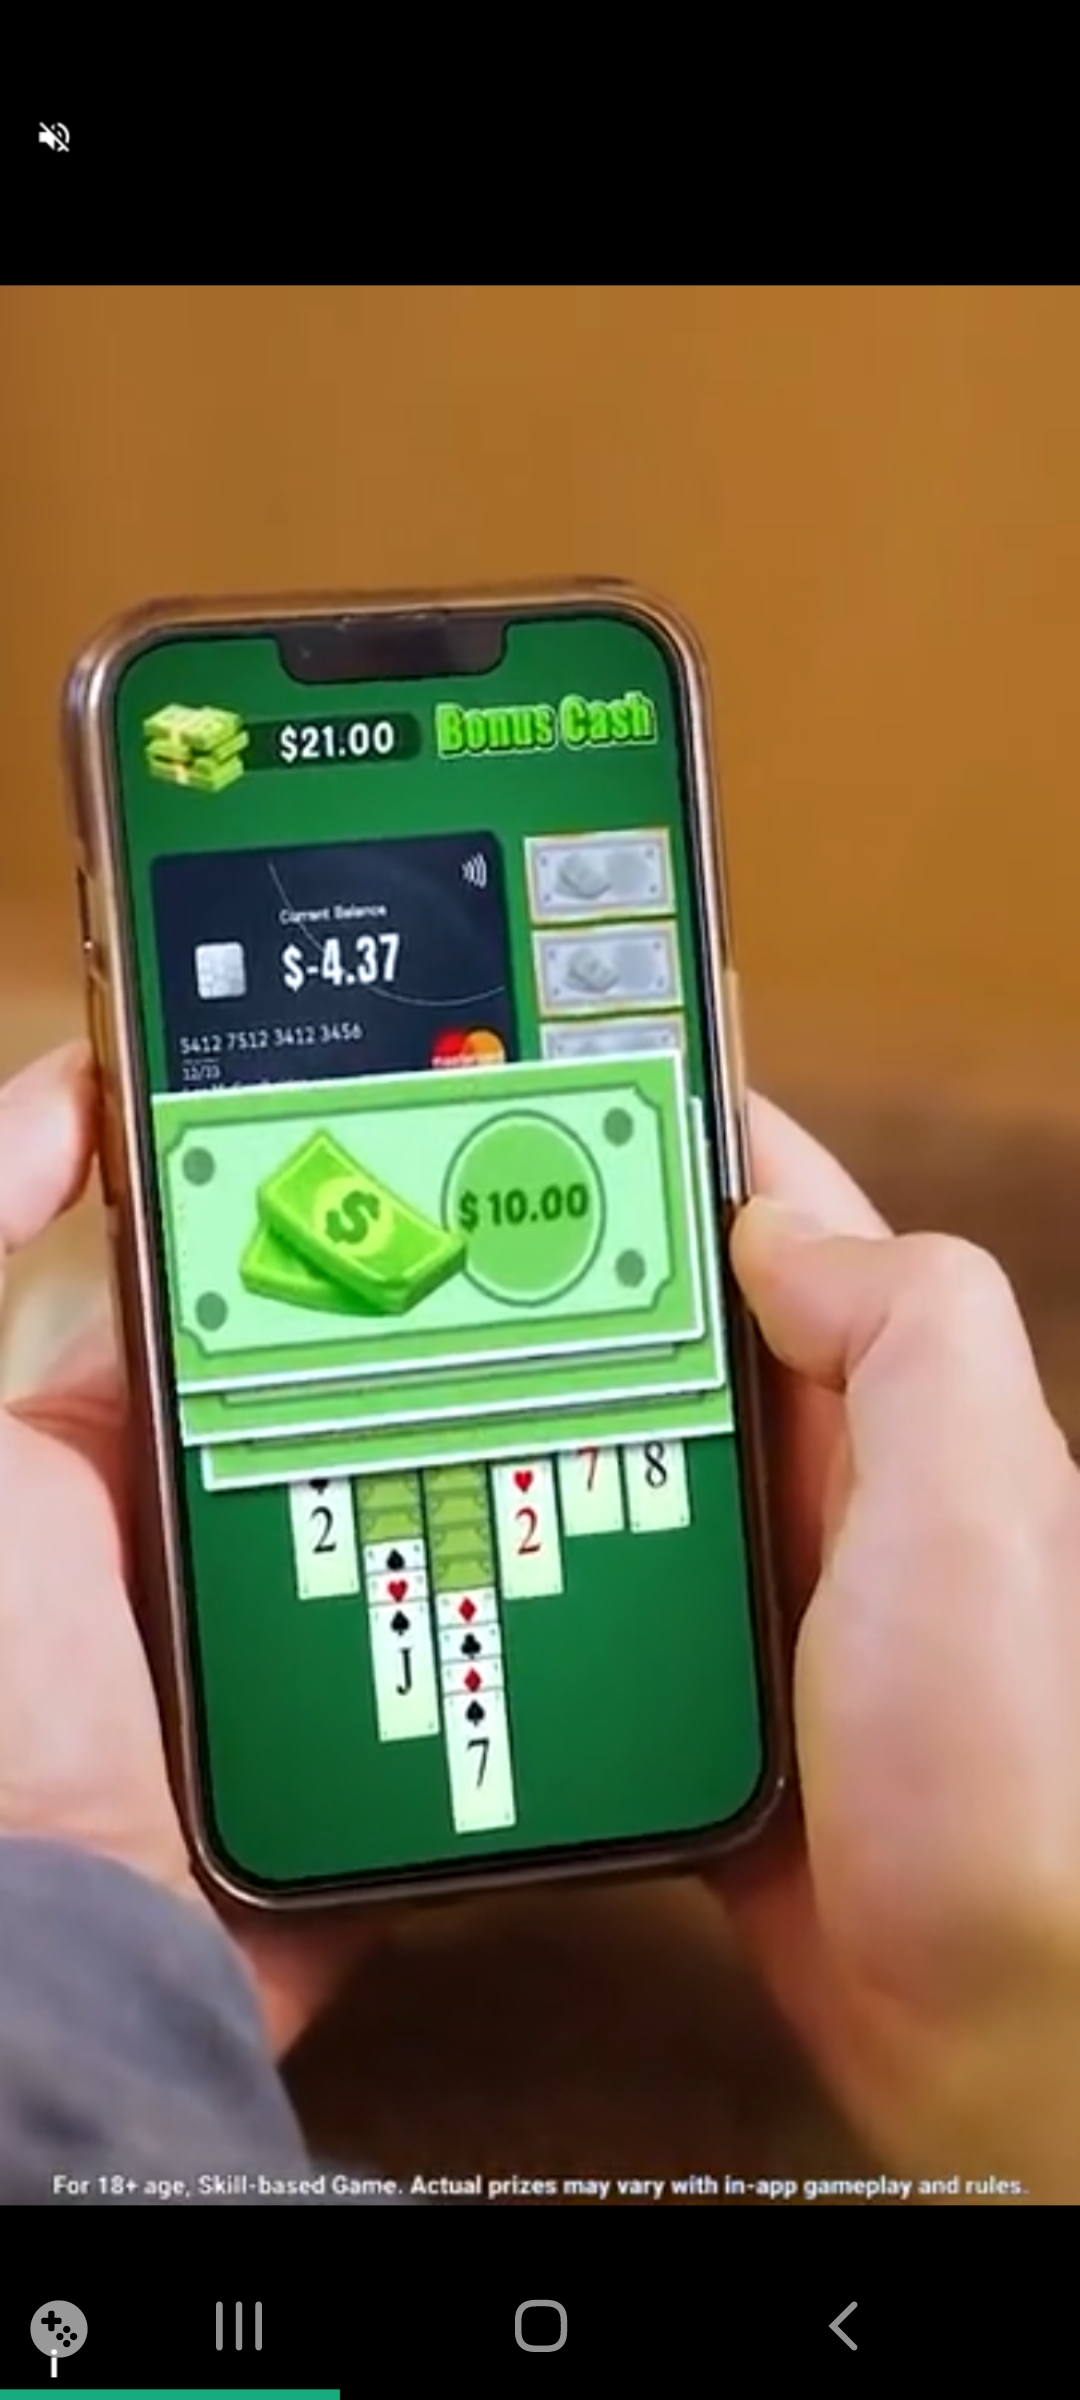 $21.00 Bonus Cash
Current Balance
$-4.37
5412 7512 3412 3456
12/23
mastercard
$10.00
2
J
7
2
7
8
For 18+ age, Skill-based Game. Actual prizes may vary with in-app gameplay and rules.